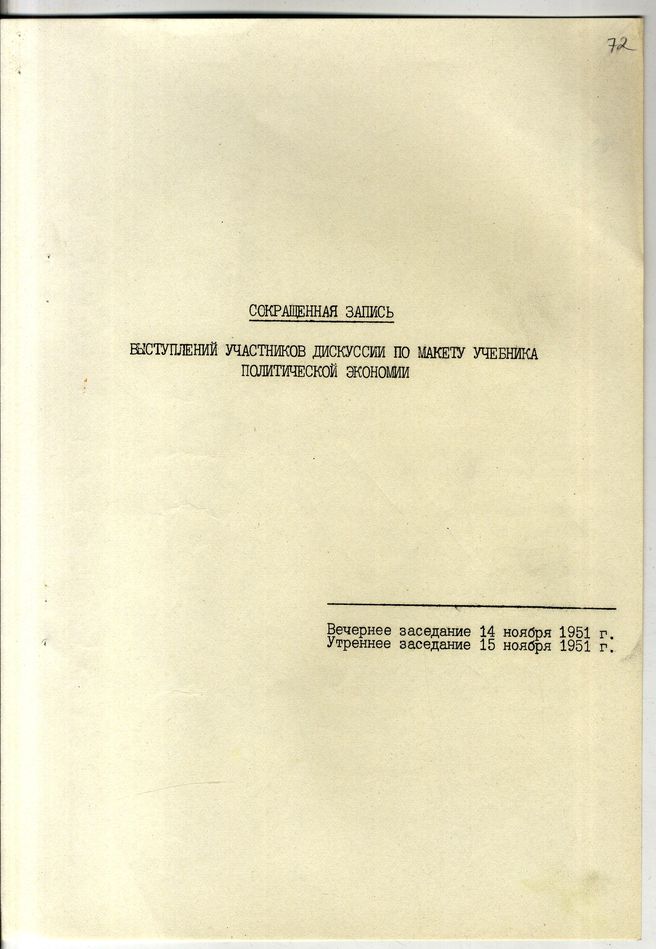 72
СОКРАЩЕННАЯ ЗАПИСЬ
ВЫСТУПЛЕНИЙ УЧАСТНИКОВ ДИСКУССИИ ПО МАКЕТУ УЧЕБНИКА
ПОЛИТИЧЕСКОЙ ЭКОНОМИИ
Вечернее заседание 14 ноября 1951 г.
Утреннее заседание 15 ноября 1951 г.